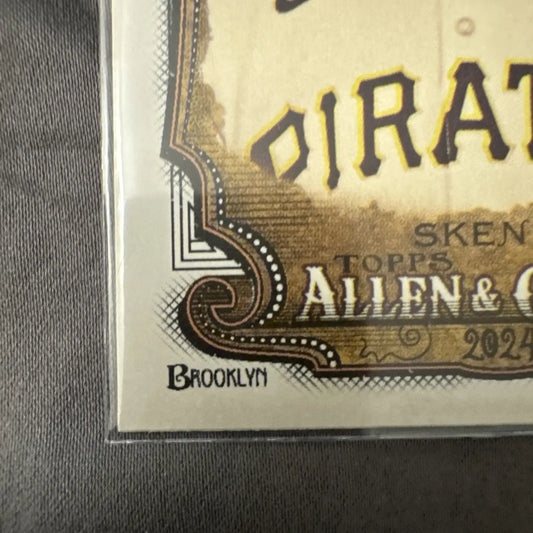 PIRAT
SKEN
TOPPS
ALLEN & G
2024
BROOKLYN